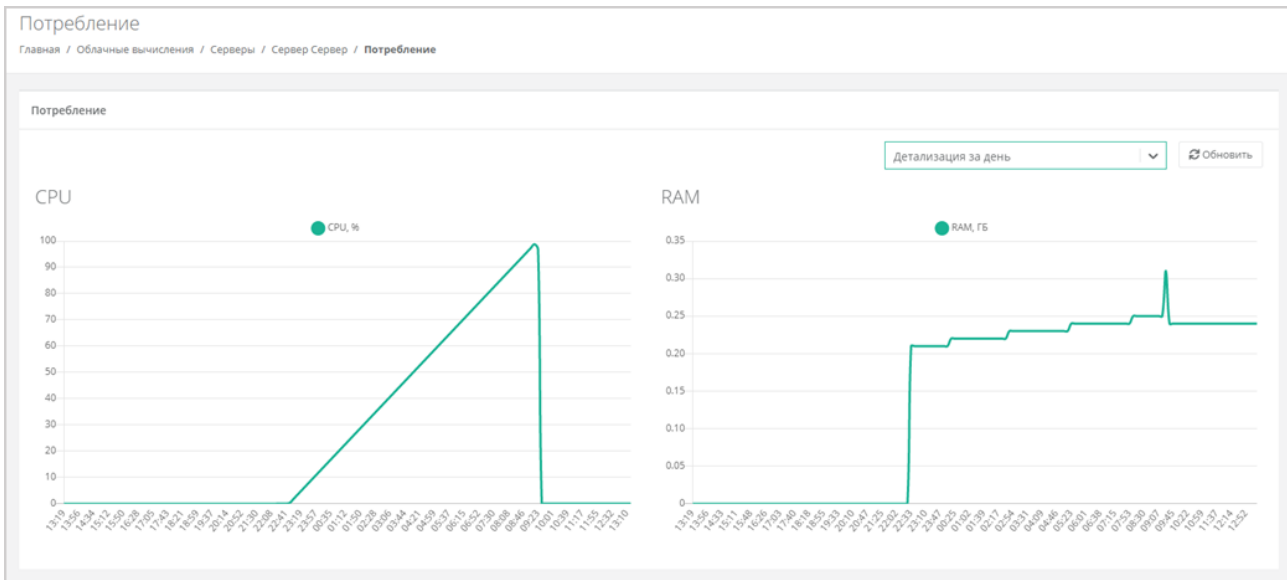 Потребление
Главная / Облачные вычисления / Серверы / Сервер Сервер / Потребление
Потребление
Детализация за день
Обновить
CPU
CPU, %
100
90
80
70
60
50
40
30
20
10
0
13:19 13:56 14:34 15:12 15:50 16:28 17:05 17:43 18:21 18:59 19:37 20:14 20:52 21:30 22:08 22:41 23:19 23:57 00:35 01:12 01:50 02:28 03:06 03:44 04:21 04:59 05:37 06:15 06:52 07:30 08:08 08:46 09:23 10:01 10:39 11:17 11:55 12:32 13:10
RAM
RAM, ГБ
0.35
0.30
0.25
0.20
0.15
0.10
0.05
0
13:19 13:56 14:33 15:11 15:48 16:26 17:03 17:40 18:18 18:55 19:33 20:10 20:47 21:25 22:02 22:33 23:10 23:47 00:25 01:02 01:39 02:17 02:54 03:31 04:09 04:46 05:23 06:01 06:38 07:15 07:53 08:30 09:07 09:45 10:22 10:59 11:37 12:14 12:52